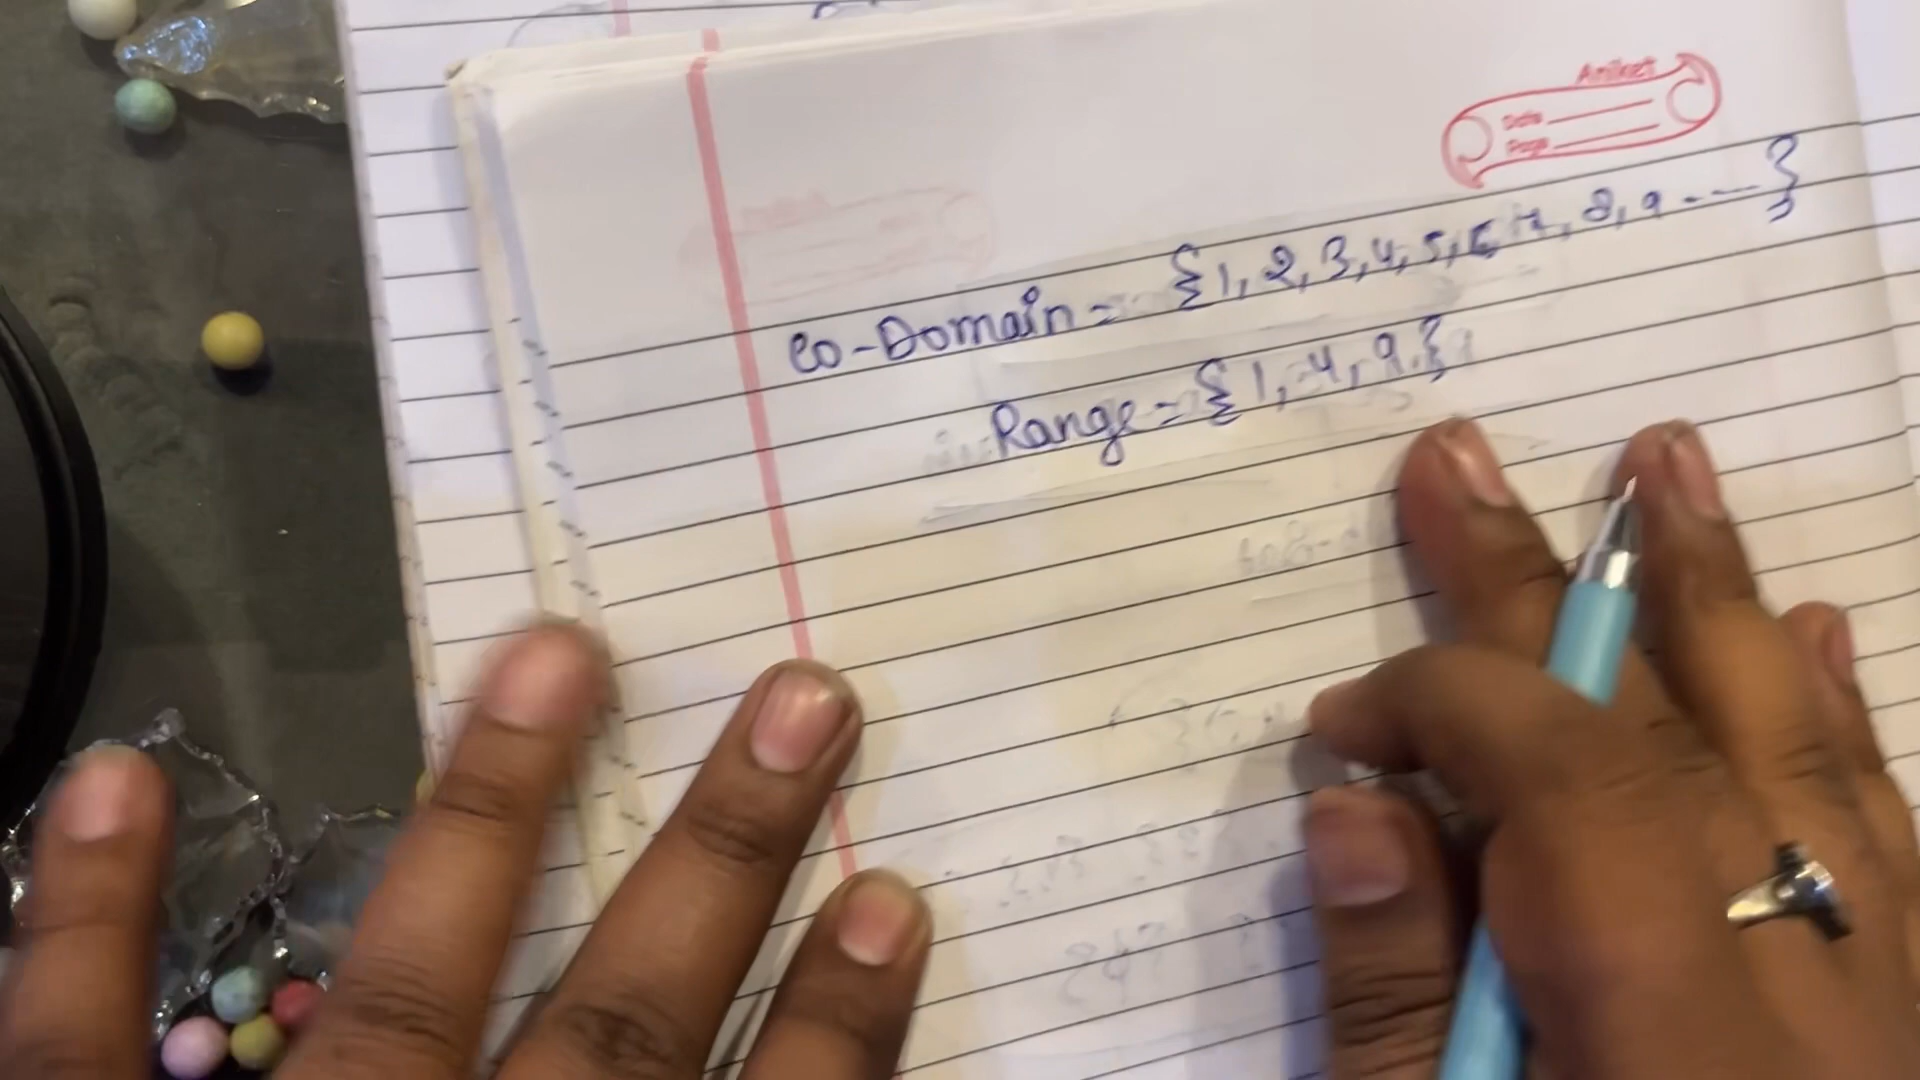 Aniket
Date
Page
Co-Domain = {1, 2, 3, 4, 5, 6, 7, 8, 9 ---}
Range = {1, 4, 9.}